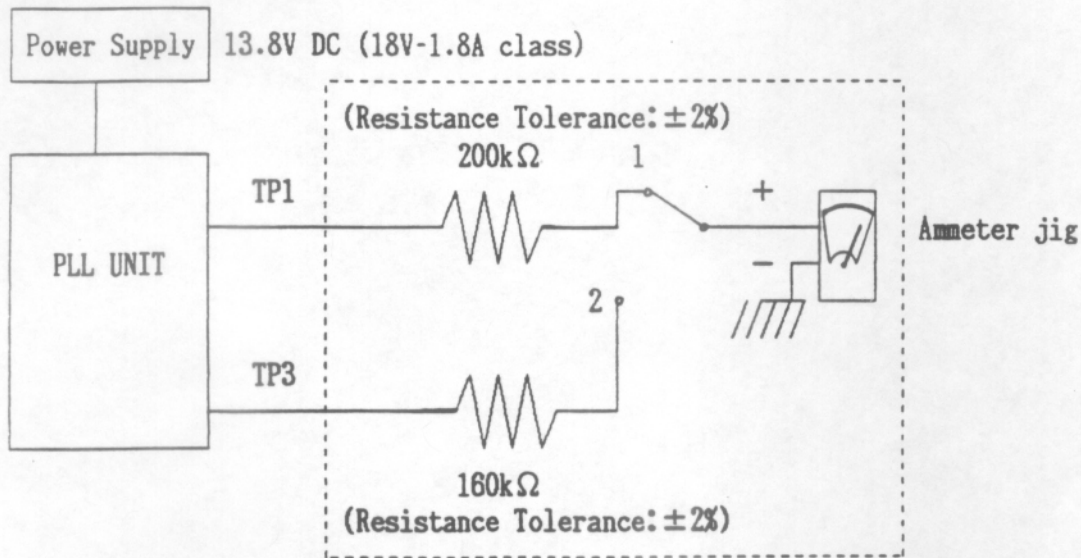 Power Supply 13.8V DC (18V-1.8A class)
(Resistance Tolerance:±2%)
200kΩ
1
TP1
+
Ammeter jig
PLL UNIT
-
2
TP3
160kΩ
(Resistance Tolerance:±2%)